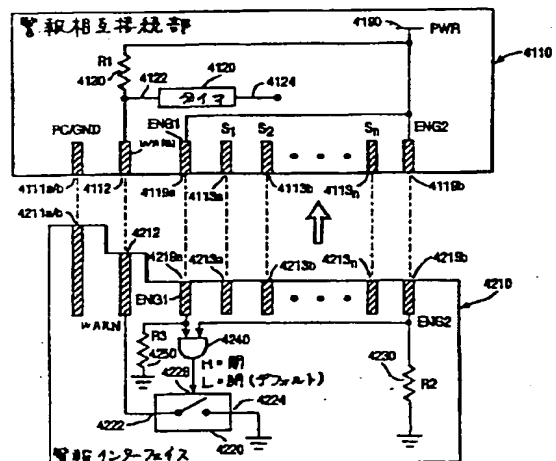 警報相互接続部
4190
PWR
4110
R1
4120
4122
4120
タイマ
4124
PC/GND
WARN
ENG1
S1
S2
Sn
ENG2
4111a/b
4112
4119a
4113a
4113b
4113n
4119b
4211a/b
4212
4219a
4213a
4213b
4213n
4219b
4210
WARN
ENG1
ENG2
R3
4250
4240
H=閉
L=開(デフォルト)
4230
R2
4228
4222
4224
4220
警報インターフェイス